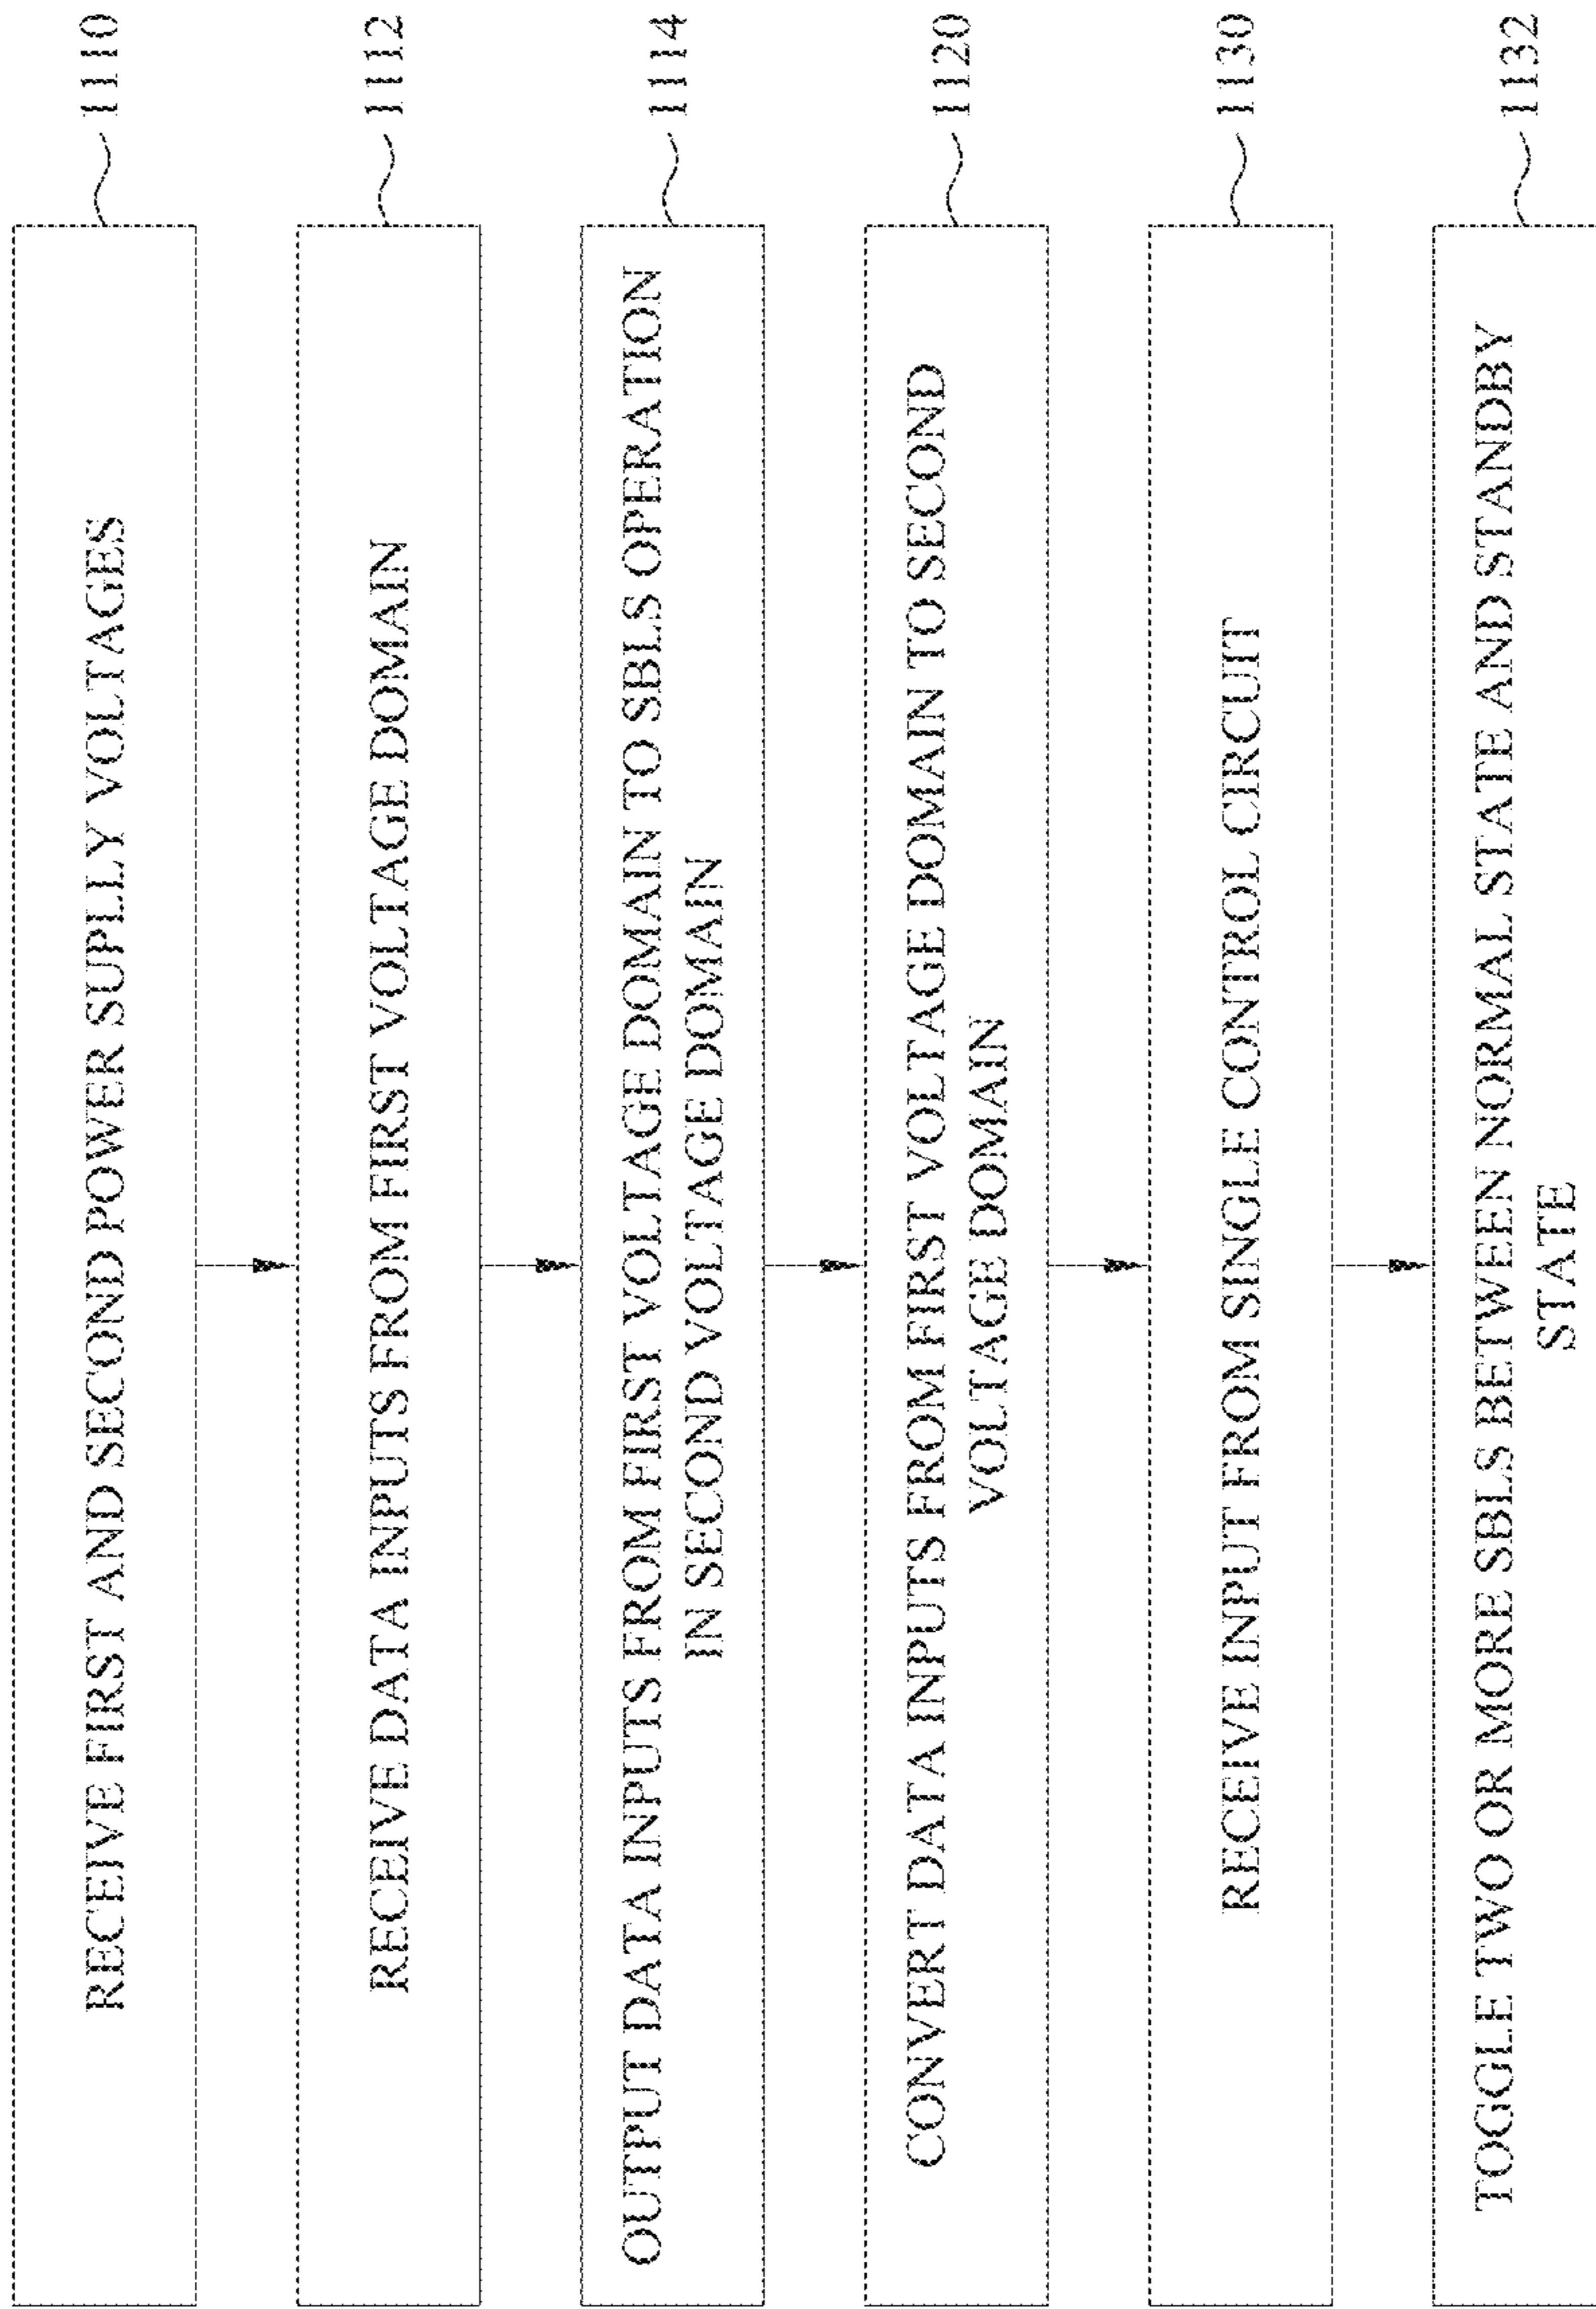 RECEIVE FIRST AND SECOND POWER SUPLLY VOLTAGES
1110
RECEIVE DATA INPUTS FROM FIRST VOLTAGE DOMAIN
1112
OUTPUT DATA INPUTS FROM FIRST VOLTAGE DOMAIN TO SBLS OPERATION
IN SECOND VOLTAGE DOMAIN
1114
CONVERT DATA INPUTS FROM FIRST VOLTAGE DOMAIN TO SECOND
VOLTAGE DOMAIN
1120
RECEIVE INPUT FROM SINGLE CONTROL CIRCUIT
1130
TOGGLE TWO OR MORE SBLS BETWEEN NORMAL STATE AND STANDBY
STATE
1132